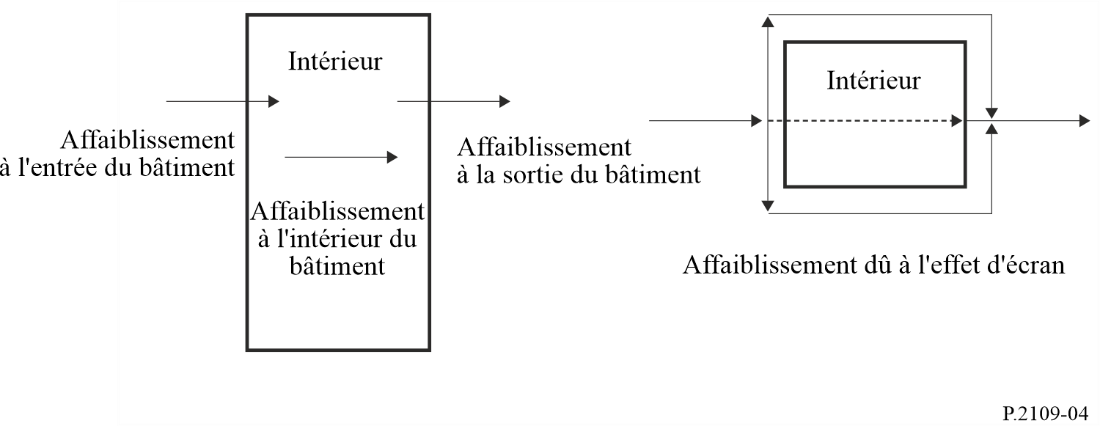 Intérieur
Affaiblissement
à l'entrée du bâtiment
Affaiblissement
à l'intérieur du
bâtiment
Affaiblissement
à la sortie du bâtiment
Intérieur
Affaiblissement dû à l'effet d'écran
P.2109-04